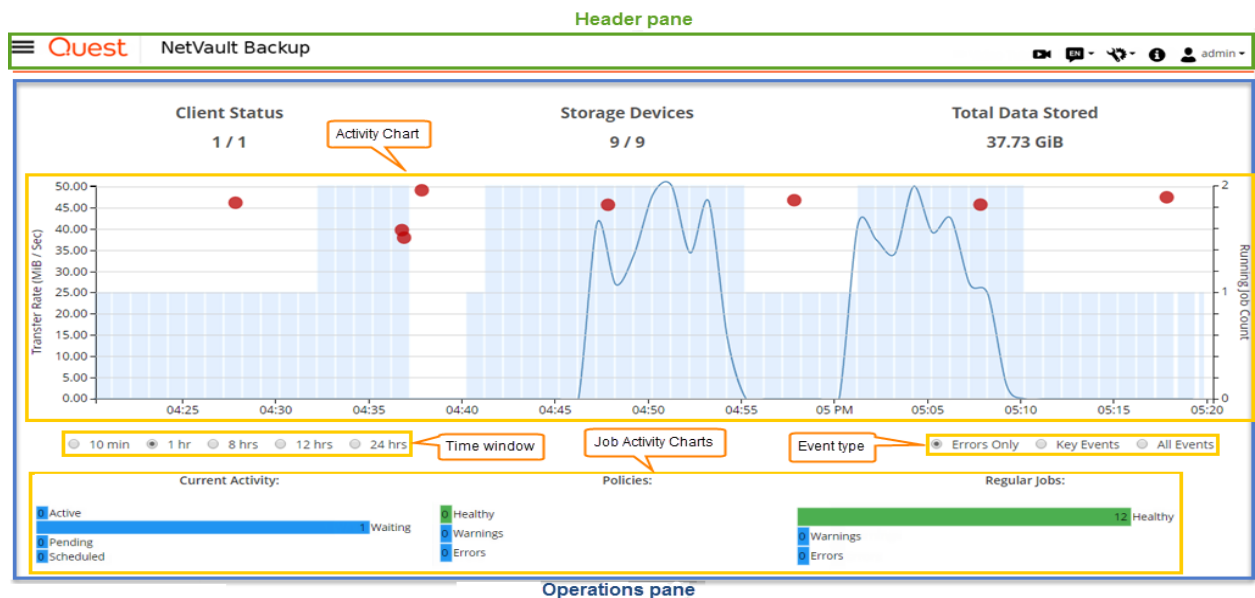 Header pane
Quest NetVault Backup
EN
admin
Client Status
1 / 1
Storage Devices
9 / 9
Total Data Stored
37.73 GiB
Activity Chart
Transfer Rate (MiB / Sec)
50.00
45.00
40.00
35.00
30.00
25.00
20.00
15.00
10.00
5.00
0.00
2
1
0
Running Job Count
04:25 04:30 04:35 04:40 04:45 04:50 04:55 05 PM 05:05 05:10 05:15 05:20
10 min 1 hr 8 hrs 12 hrs 24 hrs
Time window
Job Activity Charts
Event type
Errors Only Key Events All Events
Current Activity:
0 Active
1 Waiting
0 Pending
0 Scheduled
Policies:
0 Healthy
0 Warnings
0 Errors
Regular Jobs:
12 Healthy
0 Warnings
0 Errors
Operations pane